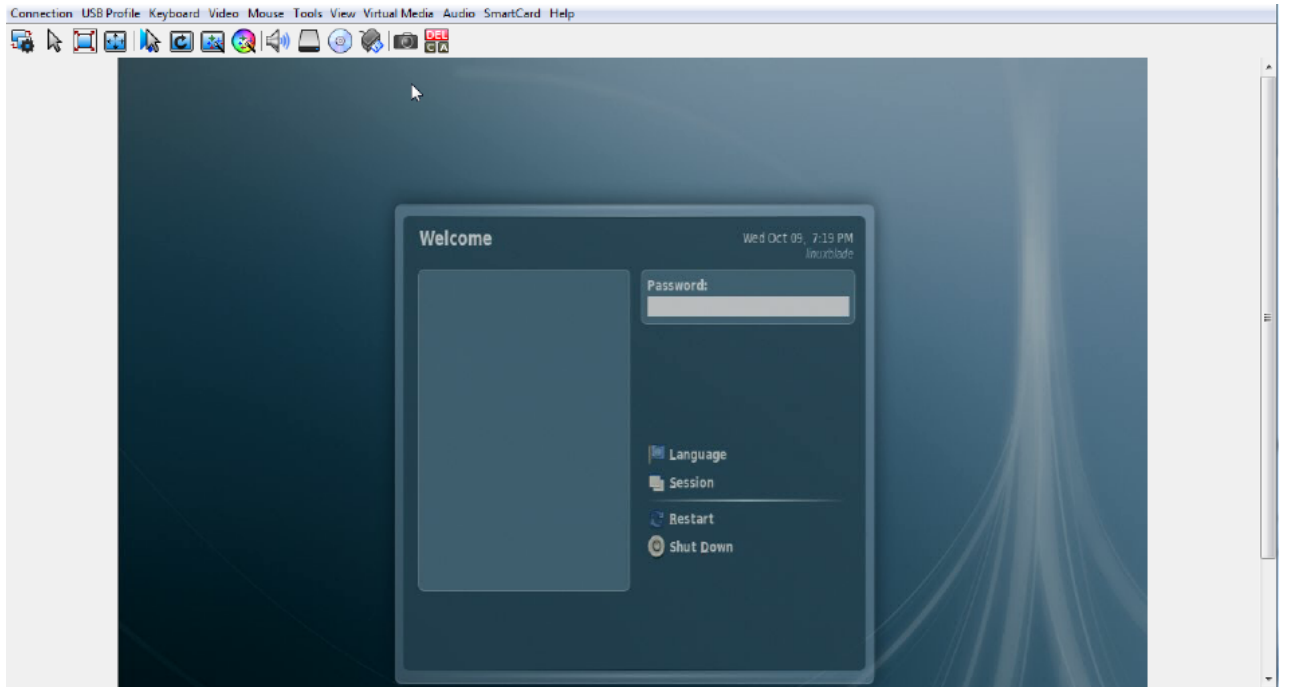 Connection USB Profile Keyboard Video Mouse Tools View Virtual Media Audio SmartCard Help
DEL
C A
Welcome
Wed Oct 09, 7:19 PM
linuxblade
Password:
Language
Session
Restart
Shut Down